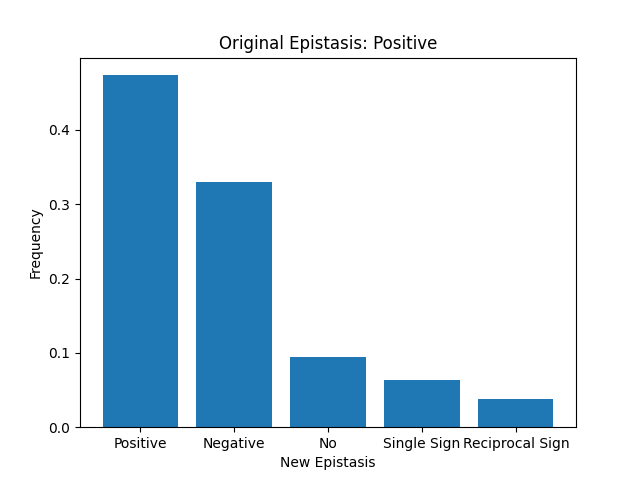 Original Epistasis: Positive
Frequency
0.4
0.3
0.2
0.1
0.0
Positive Negative No Single Sign Reciprocal Sign
New Epistasis